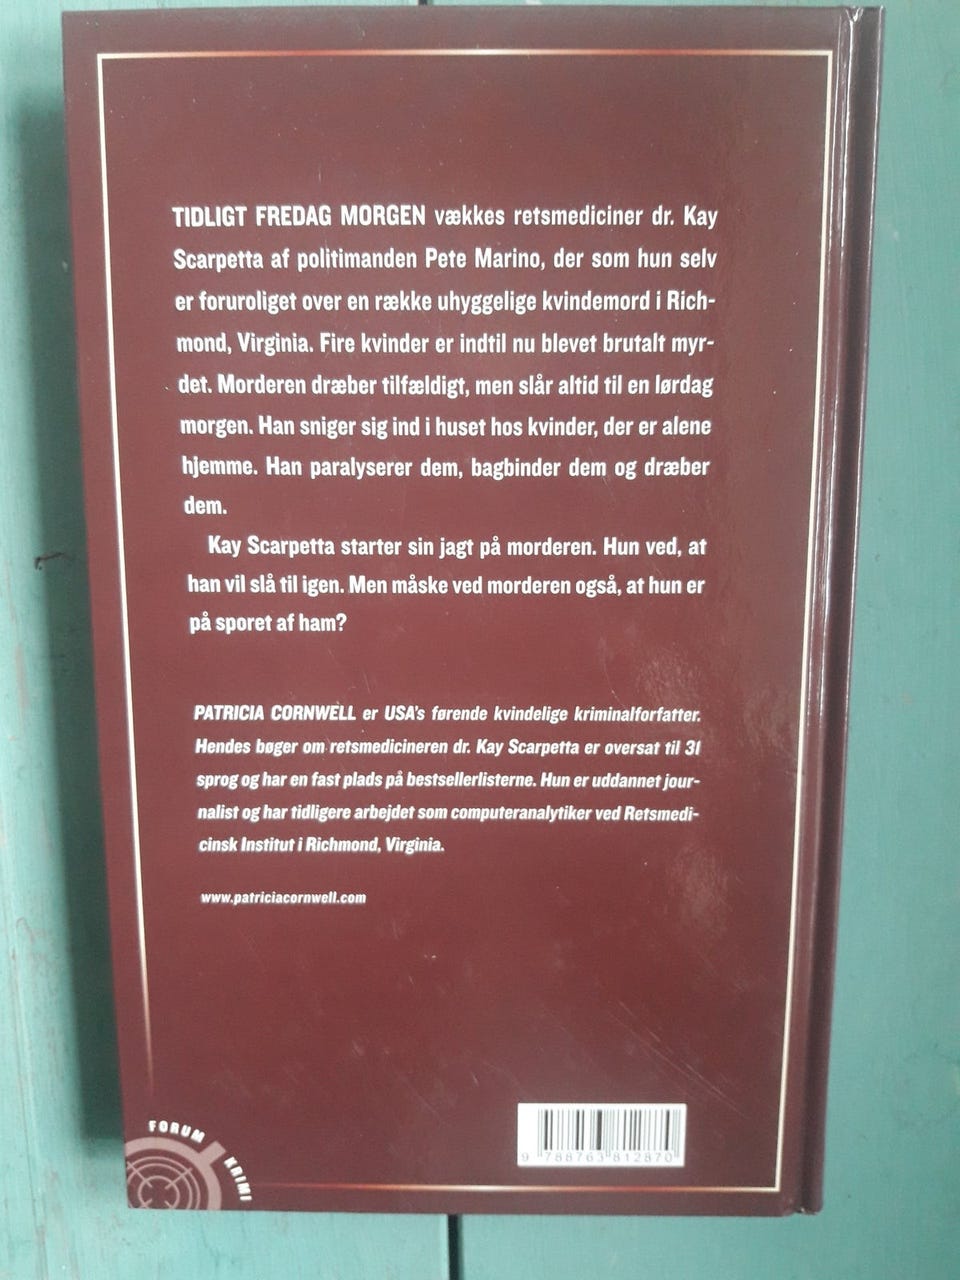 TIDLIGT FREDAG MORGEN vækkes retsmediciner dr. Kay
Scarpetta af politimanden Pete Marino, der som hun selv
er foruroliget over en række uhyggelige kvindemord i Rich-
mond, Virginia. Fire kvinder er indtil nu blevet brutalt myr-
det. Morderen dræber tilfældigt, men slår altid til en lørdag
morgen. Han sniger sig ind i huset hos kvinder, der er alene
hjemme. Han paralyserer dem, bagbinder dem og dræber
dem.
Kay Scarpetta starter sin jagt på morderen. Hun ved, at
han vil slå til igen. Men måske ved morderen også, at hun er
på sporet af ham?
PATRICIA CORNWELL er USA's førende kvindelige kriminalforfatter.
Hendes bøger om retsmedicineren dr. Kay Scarpetta er oversat til 31
sprog og har en fast plads på bestsellerlisterne. Hun er uddannet jour-
nalist og har tidligere arbejdet som computeranalytiker ved Retsmedi-
cinsk Institut i Richmond, Virginia.
www.patriciacornwell.com
FORUM KRIMI
9 788763 812870